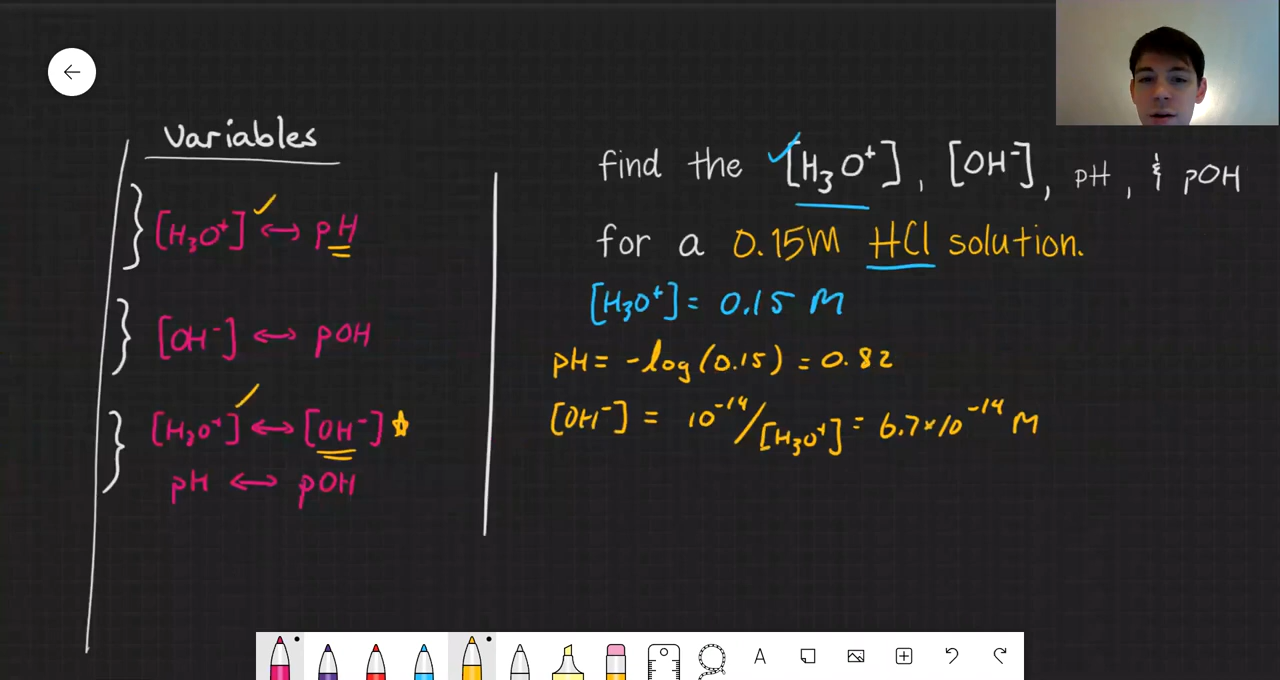 Variables
[H₃O⁺] ✓ ↔ pH
[OH⁻] ↔ pOH
[H₃O⁺] ↔ [OH⁻] ☆
pH ↔ pOH
find the ✓[H₃O⁺], [OH⁻], pH, & pOH
for a 0.15M HCl solution.
[H₃O⁺] = 0.15 M
pH = -log(0.15) = 0.82
[OH⁻] = 10⁻¹⁴/[H₃O⁺] = 6.7×10⁻¹⁴ M
A